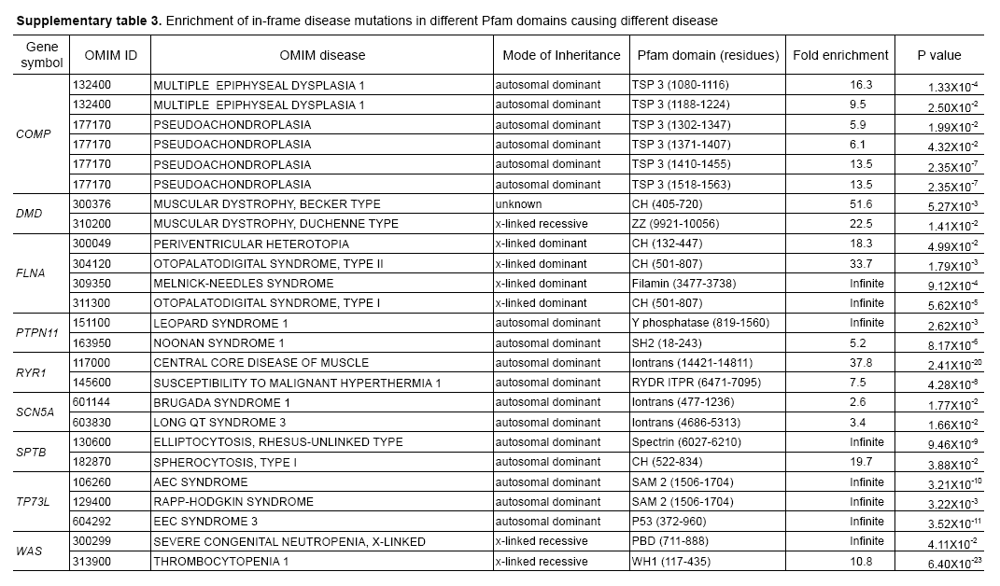 Supplementary table 3. Enrichment of in-frame disease mutations in different Pfam domains causing different disease
Gene symbol OMIM ID OMIM disease Mode of Inheritance Pfam domain (residues) Fold enrichment P value
COMP 132400 MULTIPLE EPIPHYSEAL DYSPLASIA 1 autosomal dominant TSP 3 (1080-1116) 16.3 1.33X10-4
132400 MULTIPLE EPIPHYSEAL DYSPLASIA 1 autosomal dominant TSP 3 (1188-1224) 9.5 2.50X10-2
177170 PSEUDOACHONDROPLASIA autosomal dominant TSP 3 (1302-1347) 5.9 1.99X10-2
177170 PSEUDOACHONDROPLASIA autosomal dominant TSP 3 (1371-1407) 6.1 4.32X10-2
177170 PSEUDOACHONDROPLASIA autosomal dominant TSP 3 (1410-1455) 13.5 2.35X10-7
177170 PSEUDOACHONDROPLASIA autosomal dominant TSP 3 (1518-1563) 13.5 2.35X10-7
DMD 300376 MUSCULAR DYSTROPHY, BECKER TYPE unknown CH (405-720) 51.6 5.27X10-3
310200 MUSCULAR DYSTROPHY, DUCHENNE TYPE x-linked recessive ZZ (9921-10056) 22.5 1.41X10-2
FLNA 300049 PERIVENTRICULAR HETEROTOPIA x-linked dominant CH (132-447) 18.3 4.99X10-2
304120 OTOPALATODIGITAL SYNDROME, TYPE II x-linked dominant CH (501-807) 33.7 1.79X10-3
309350 MELNICK-NEEDLES SYNDROME x-linked dominant Filamin (3477-3738) Infinite 9.12X10-4
311300 OTOPALATODIGITAL SYNDROME, TYPE I x-linked dominant CH (501-807) Infinite 5.62X10-5
PTPN11 151100 LEOPARD SYNDROME 1 autosomal dominant Y phosphatase (819-1560) Infinite 2.62X10-3
163950 NOONAN SYNDROME 1 autosomal dominant SH2 (18-243) 5.2 8.17X10-6
RYR1 117000 CENTRAL CORE DISEASE OF MUSCLE autosomal dominant Iontrans (14421-14811) 37.8 2.41X10-20
145600 SUSCEPTIBILITY TO MALIGNANT HYPERTHERMIA 1 autosomal dominant RYDR ITPR (6471-7095) 7.5 4.28X10-8
SCN5A 601144 BRUGADA SYNDROME 1 autosomal dominant Iontrans (477-1236) 2.6 1.77X10-2
603830 LONG QT SYNDROME 3 autosomal dominant Iontrans (4686-5313) 3.4 1.66X10-2
SPTB 130600 ELLIPTOCYTOSIS, RHESUS-UNLINKED TYPE autosomal dominant Spectrin (6027-6210) Infinite 9.46X10-9
182870 SPHEROCYTOSIS, TYPE I autosomal dominant CH (522-834) 19.7 3.88X10-2
TP73L 106260 AEC SYNDROME autosomal dominant SAM 2 (1506-1704) Infinite 3.21X10-10
129400 RAPP-HODGKIN SYNDROME autosomal dominant SAM 2 (1506-1704) Infinite 3.22X10-3
604292 EEC SYNDROME 3 autosomal dominant P53 (372-960) Infinite 3.52X10-11
WAS 300299 SEVERE CONGENITAL NEUTROPENIA, X-LINKED x-linked recessive PBD (711-888) Infinite 4.11X10-2
313900 THROMBOCYTOPENIA 1 x-linked recessive WH1 (117-435) 10.8 6.40X10-23